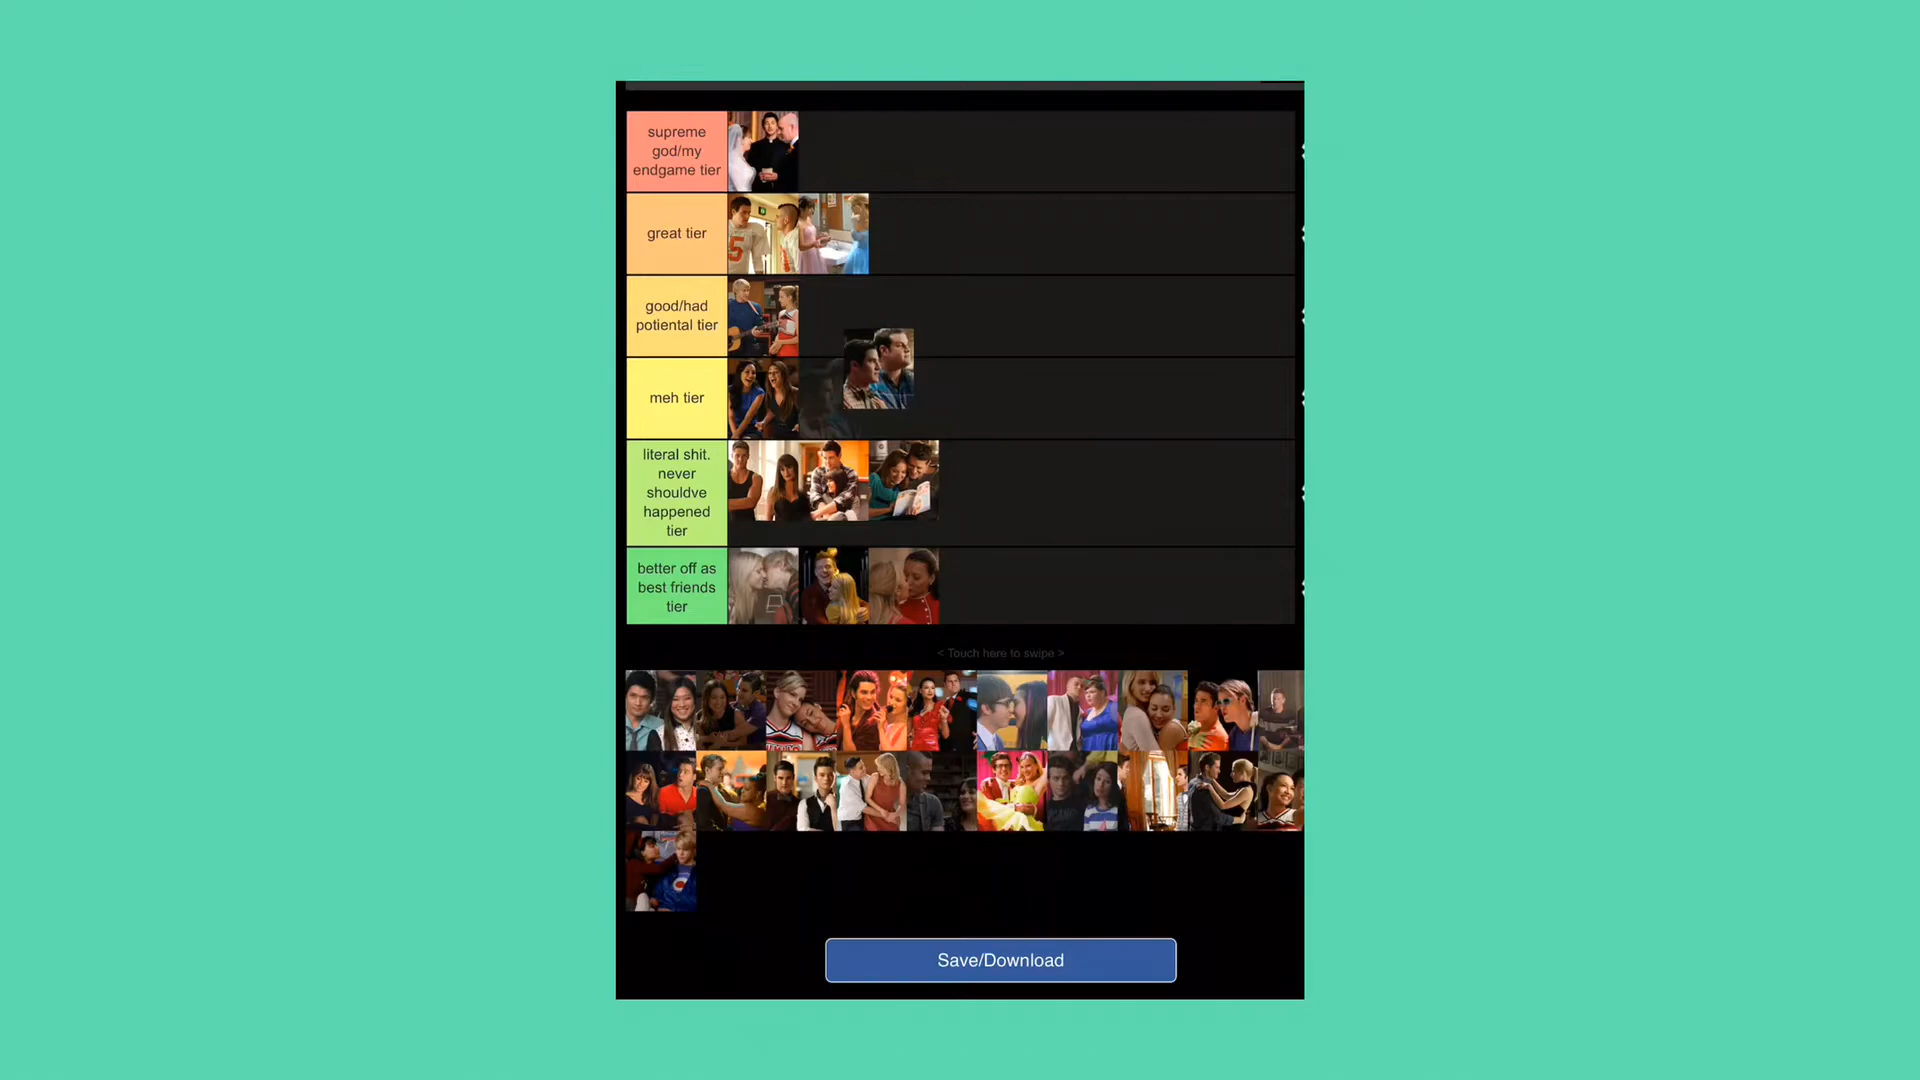 supreme
god/my
endgame tier
great tier
good/had
potiental tier
meh tier
literal shit.
never
shouldve
happened
tier
better off as
best friends
tier
< Touch here to swipe >
Save/Download